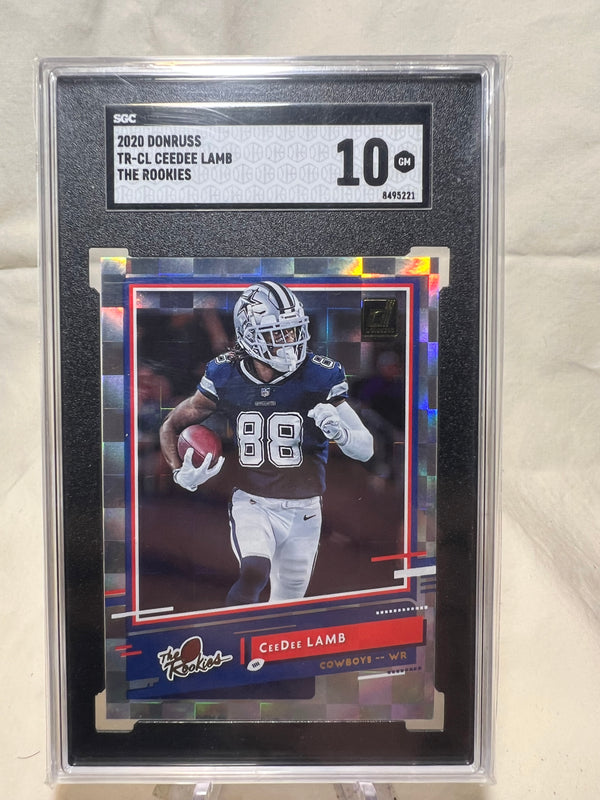 SGC
2020 DONRUSS
TR-CL CEEDEE LAMB
THE ROOKIES
10
GM
8495221
88
88
The
Rookies
CEEDEE LAMB
COWBOYS -- WR